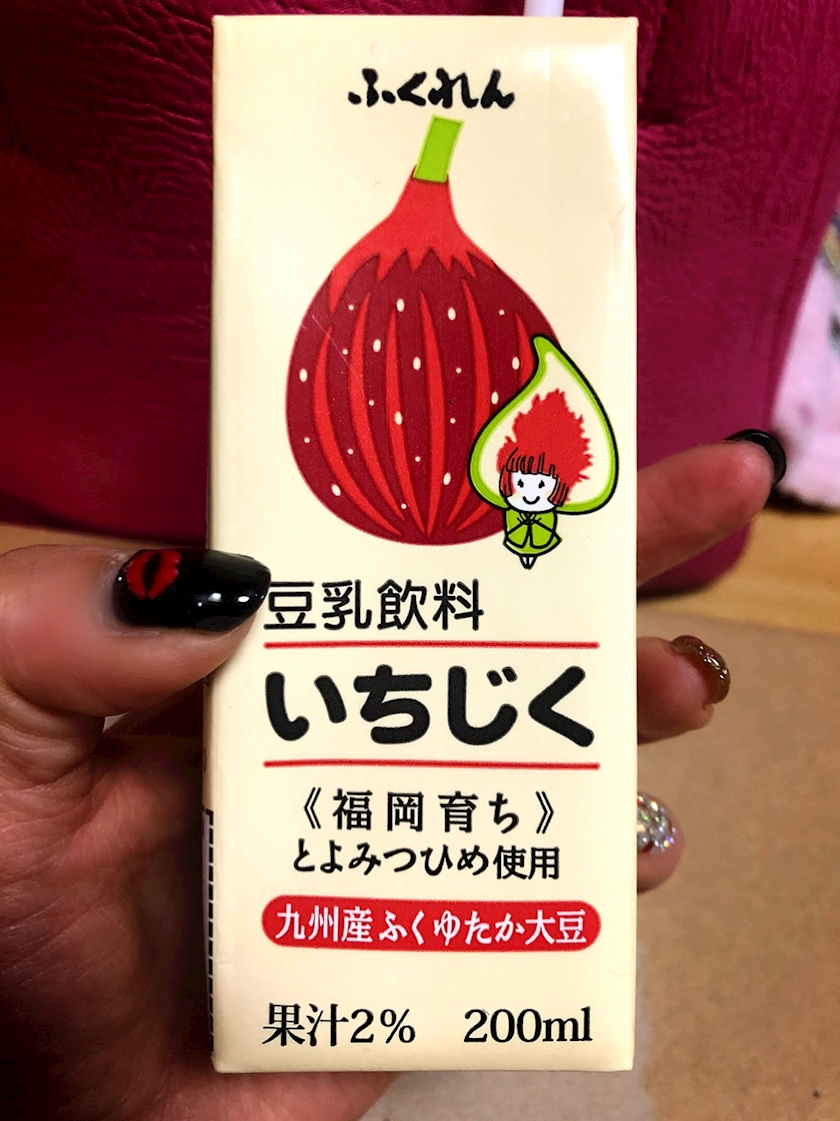 ふくれん
豆乳飲料
いちじく
《福岡育ち》
とよみつひめ使用
九州産ふくゆたか大豆
果汁2% 200ml